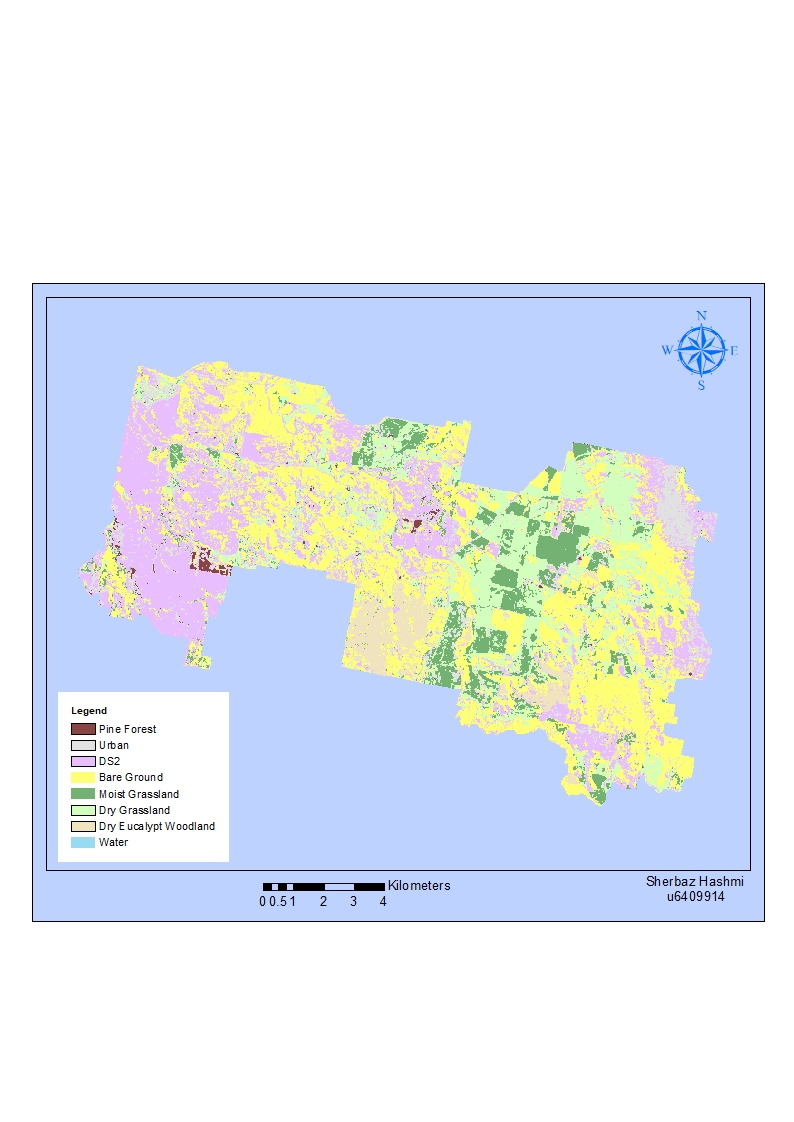 N
W E
S
Legend
Pine Forest
Urban
DS2
Bare Ground
Moist Grassland
Dry Grassland
Dry Eucalypt Woodland
Water
Kilometers
0 0.5 1 2 3 4
Sherbaz Hashmi
u6409914